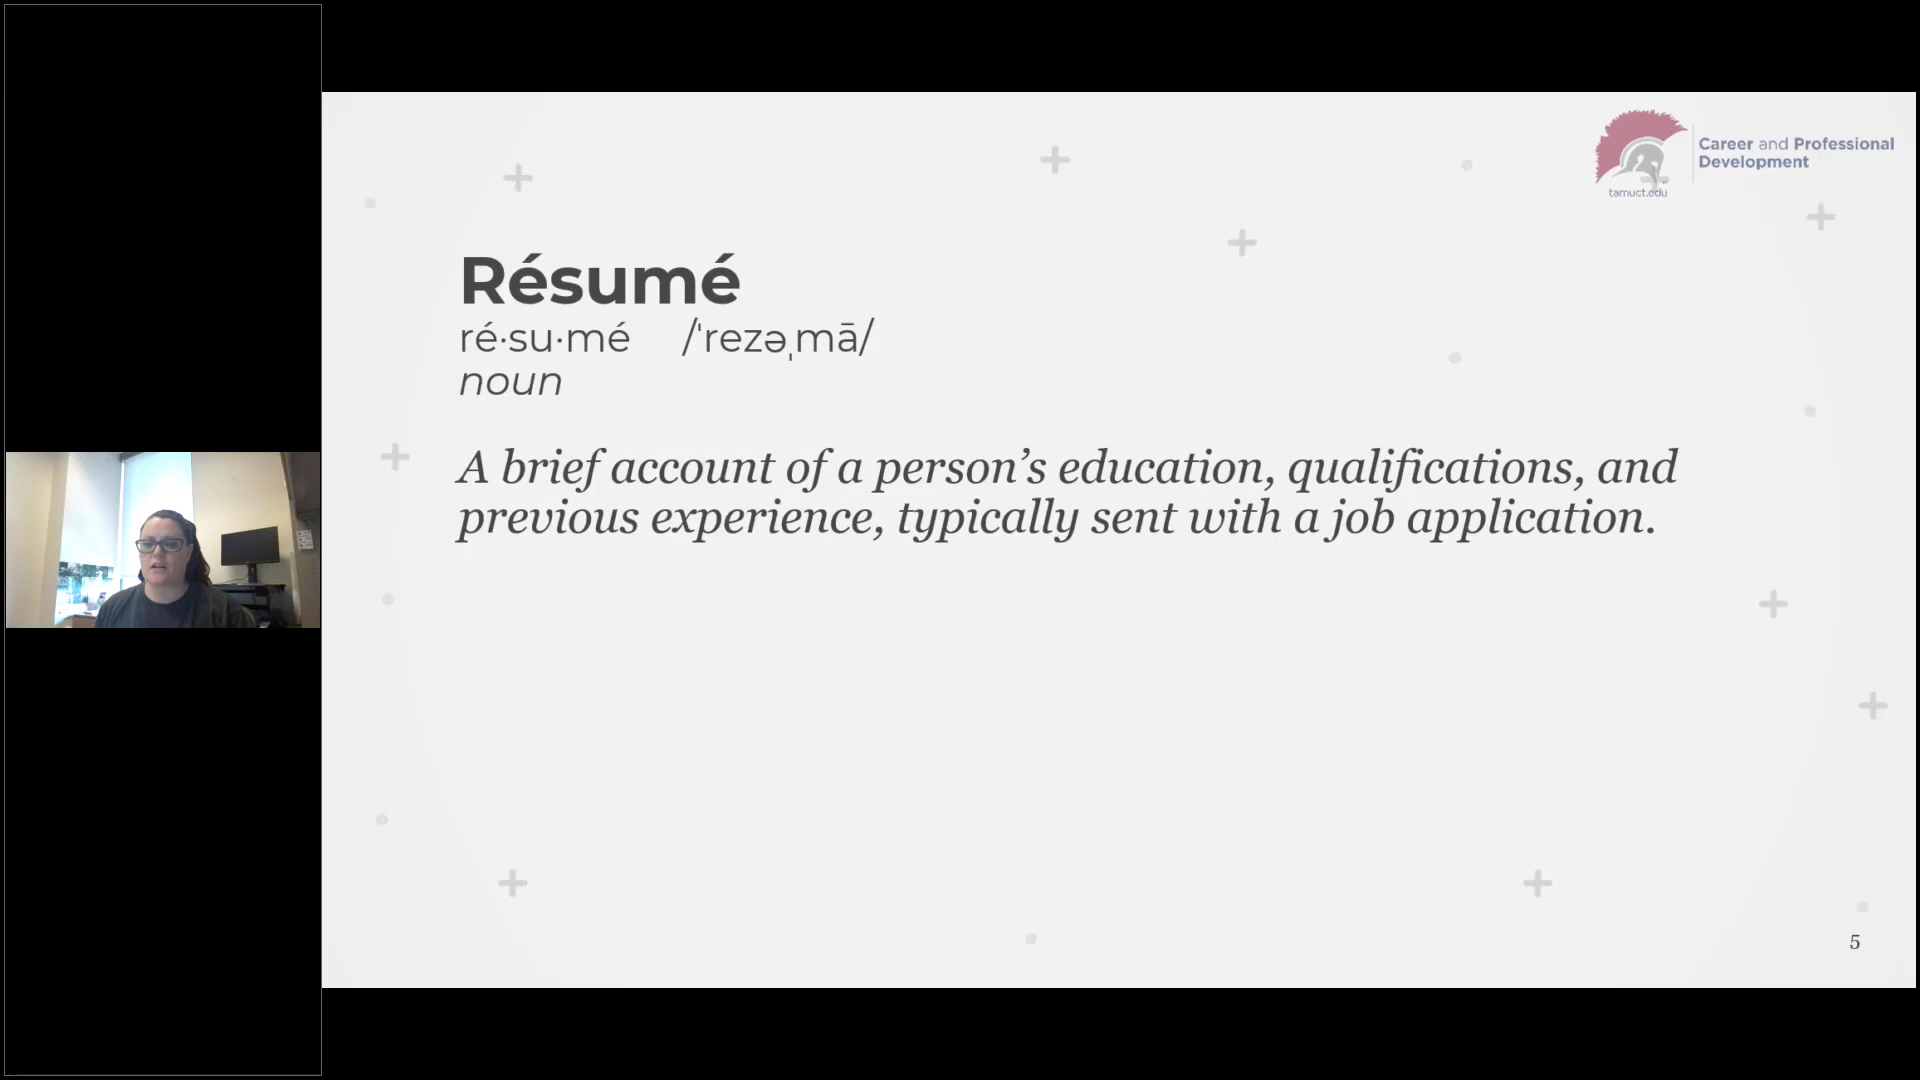 Career and Professional
Development
tamuct.edu
Résumé
ré·su·mé /ˈrezəˌmā/
noun
A brief account of a person’s education, qualifications, and
previous experience, typically sent with a job application.
5